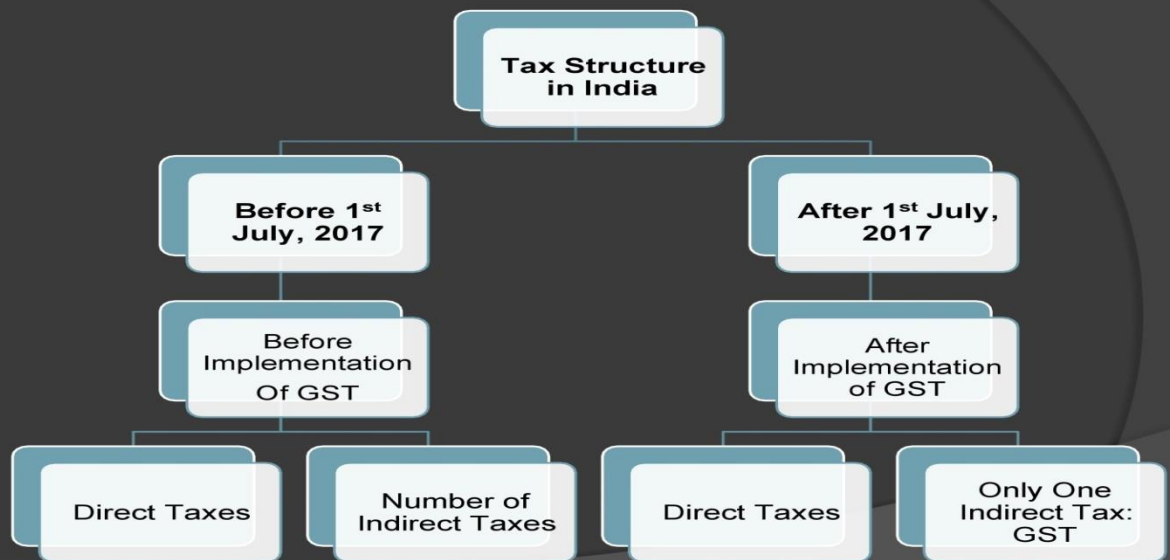 Tax Structure
in India
Before 1st
July, 2017
After 1st July,
2017
Before
Implementation
Of GST
After
Implementation
of GST
Direct Taxes
Number of
Indirect Taxes
Direct Taxes
Only One
Indirect Tax:
GST